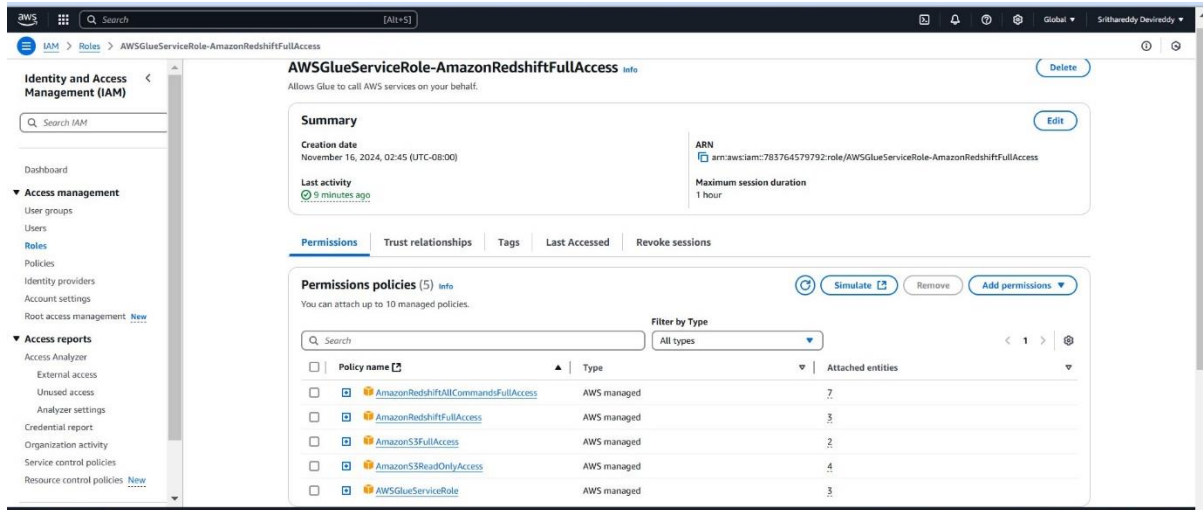 aws Search [Alt+S] Global Srithareddy Devireddy
IAM > Roles > AWSGlueServiceRole-AmazonRedshiftFullAccess
Identity and Access
Management (IAM)
Search IAM
Dashboard
Access management
User groups
Users
Roles
Policies
Identity providers
Account settings
Root access management New
Access reports
Access Analyzer
External access
Unused access
Analyzer settings
Credential report
Organization activity
Service control policies
Resource control policies New
AWSGlueServiceRole-AmazonRedshiftFullAccess Info
Delete
Allows Glue to call AWS services on your behalf.
Summary
Edit
Creation date
November 16, 2024, 02:45 (UTC-08:00)
ARN
arn:aws:iam::783764579792:role/AWSGlueServiceRole-AmazonRedshiftFullAccess
Last activity
9 minutes ago
Maximum session duration
1 hour
Permissions Trust relationships Tags Last Accessed Revoke sessions
Permissions policies (5) Info
Simulate Remove Add permissions
You can attach up to 10 managed policies.
Filter by Type
Search All types 1
Policy name Type Attached entities
AmazonRedshiftAllCommandsFullAccess AWS managed 7
AmazonRedshiftFullAccess AWS managed 3
AmazonS3FullAccess AWS managed 2
AmazonS3ReadOnlyAccess AWS managed 4
AWSGlueServiceRole AWS managed 3